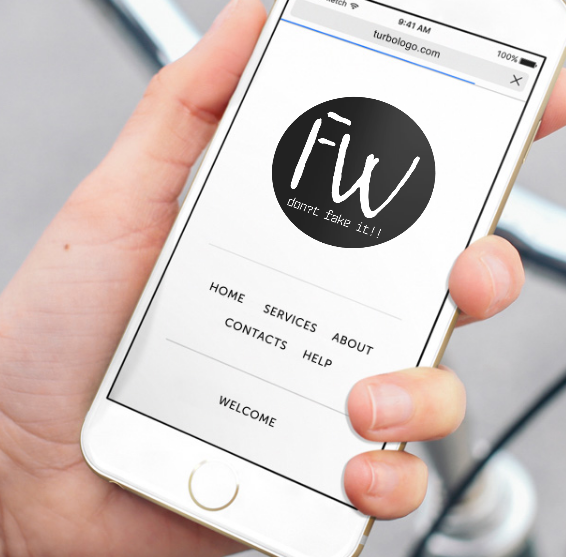 9:41 AM
100%
turbologo.com
FW
don?t fake it!!
HOME SERVICES ABOUT
CONTACTS HELP
WELCOME